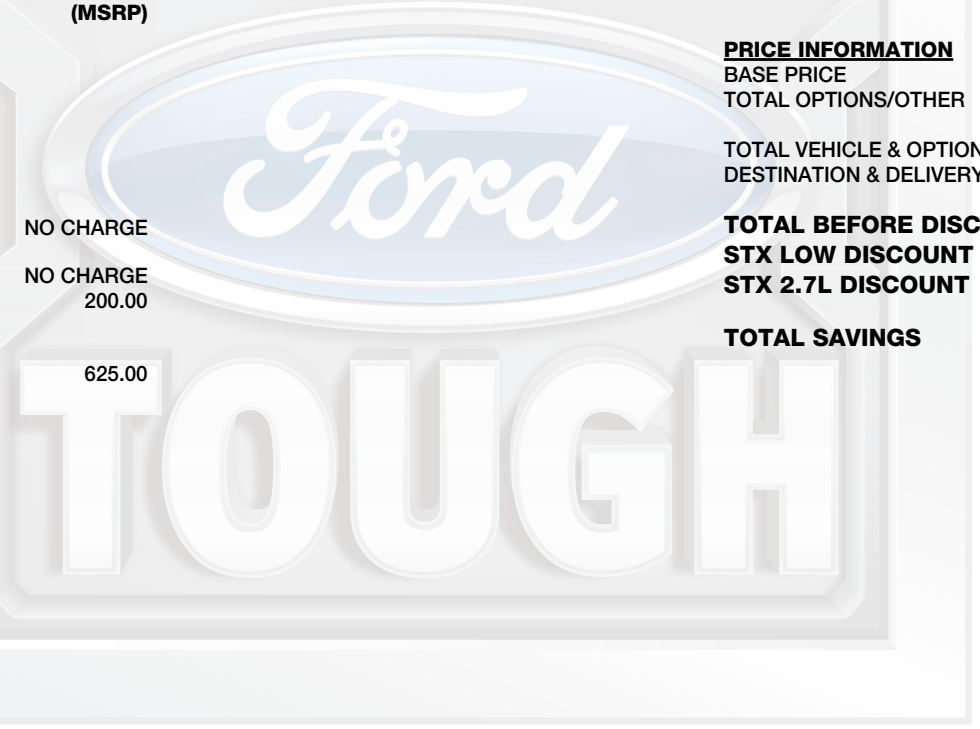 (MSRP)
NO CHARGE
NO CHARGE
200.00
625.00
PRICE INFORMATION
BASE PRICE
TOTAL OPTIONS/OTHER
TOTAL VEHICLE & OPTION
DESTINATION & DELIVERY
TOTAL BEFORE DISC
STX LOW DISCOUNT
STX 2.7L DISCOUNT
TOTAL SAVINGS
Ford
TOUGH